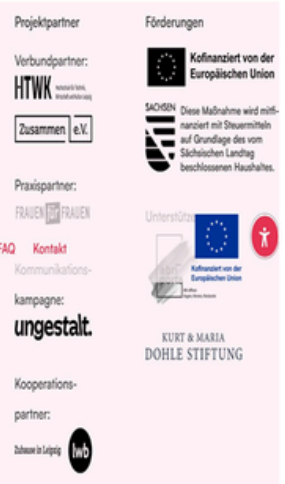 Projektpartner
Verbundpartner:
HTWK
Zusammen e.V.
Praxispartner:
FRAUEN für FRAUEN
FAQ Kontakt
Kommunikations-
kampagne:
ungestalt.
Kooperations-
partner:
Zuhause in Leipzig lwb
Förderungen
Kofinanziert von der
Europäischen Union
SACHSEN
Diese Maßnahme wird mitfi-
nanziert mit Steuermitteln
auf Grundlage des vom
Sächsischen Landtag
beschlossenen Haushaltes.
Kofinanziert von der
Europäischen Union
KURT & MARIA
DOHLE STIFTUNG